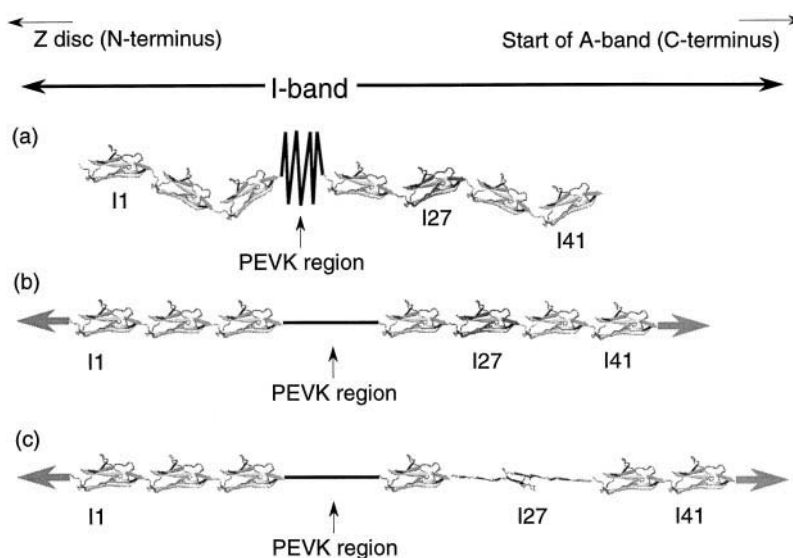 Z disc (N-terminus)
Start of A-band (C-terminus)
I-band
(a)
I1
I27
I41
PEVK region
(b)
I1
I27
I41
PEVK region
(c)
I1
I27
I41
PEVK region